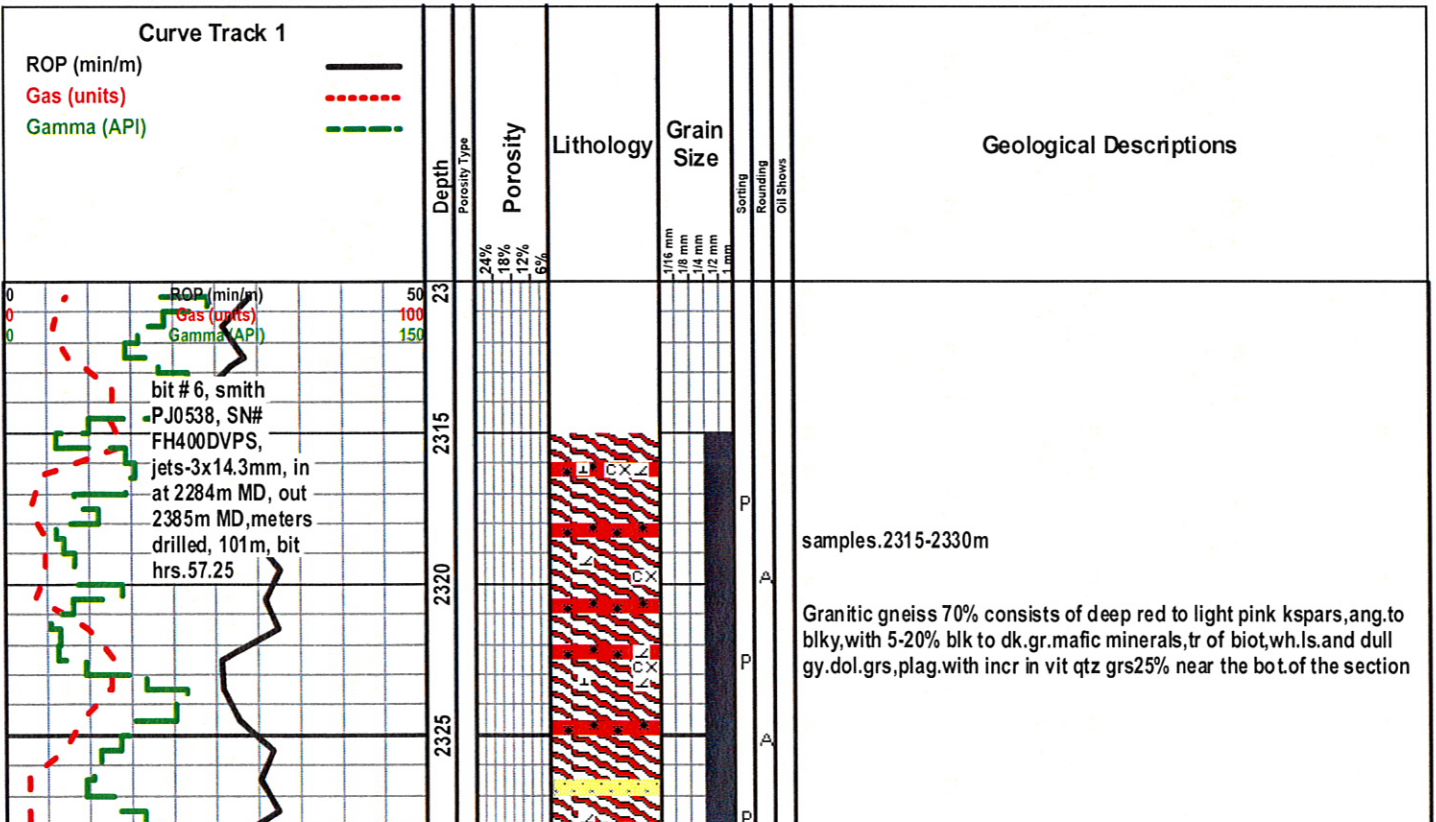 Curve Track 1
ROP (min/m)
Gas (units)
Gamma (API)
Depth
Porosity Type
Porosity
Lithology
Grain
Size
Sorting
Rounding
Oil Shows
Geological Descriptions
24%
18%
12%
6%
1/16 mm
1/8 mm
1/4 mm
1/2 mm
1 mm
0 ROP (min/m) 50
0 Gas (units) 100
0 Gamma (API) 150
23
bit # 6, smith
PJ0538, SN#
FH400DVPS,
jets-3x14.3mm, in
at 2284m MD, out
2385m MD,meters
drilled, 101m, bit
hrs.57.25
2315
2320
2325
CX
CX
CX
P
A
P
A
P
samples.2315-2330m
Granitic gneiss 70% consists of deep red to light pink kspars,ang.to
blky,with 5-20% blk to dk.gr.mafic minerals,tr of biot,wh.ls.and dull
gy.dol.grs,plag.with incr in vit qtz grs25% near the bot.of the section